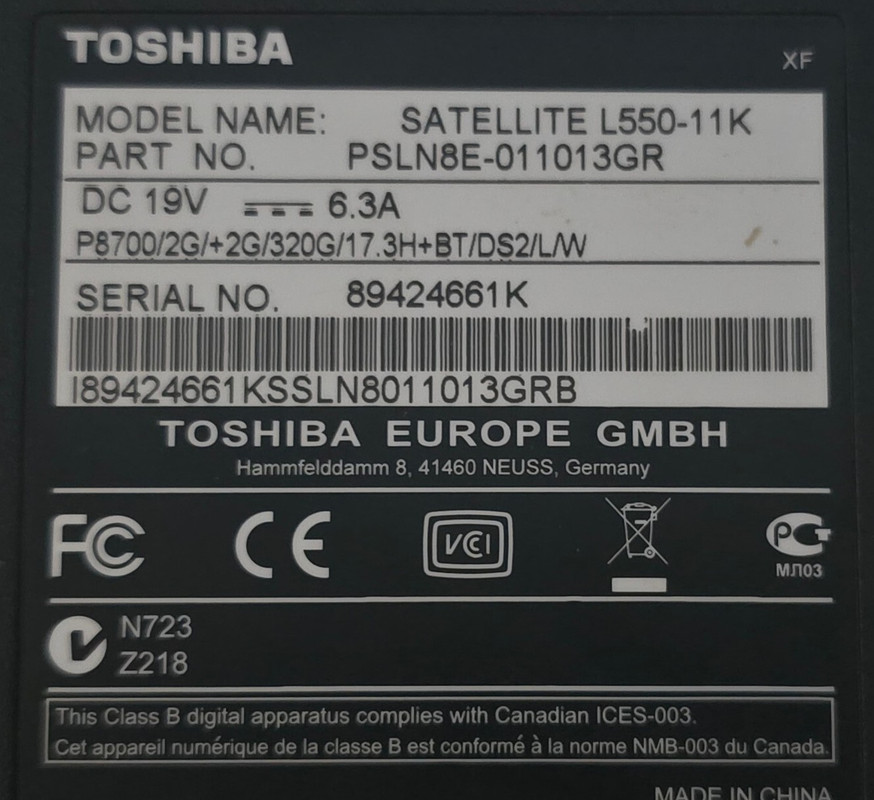 TOSHIBA
XF
MODEL NAME: SATELLITE L550-11K
PART NO. PSLN8E-011013GR
DC 19V 6.3A
P8700/2G/+2G/320G/17.3H+BT/DS2/L/W
SERIAL NO. 89424661K
I89424661KSSLN8011013GRB
TOSHIBA EUROPE GMBH
Hammfelddamm 8, 41460 NEUSS, Germany
FC CE VCCI PCT
МЛ03
N723
Z218
This Class B digital apparatus complies with Canadian ICES-003.
Cet appareil numérique de la classe B est conformé à la norme NMB-003 du Canada.
MADE IN CHINA